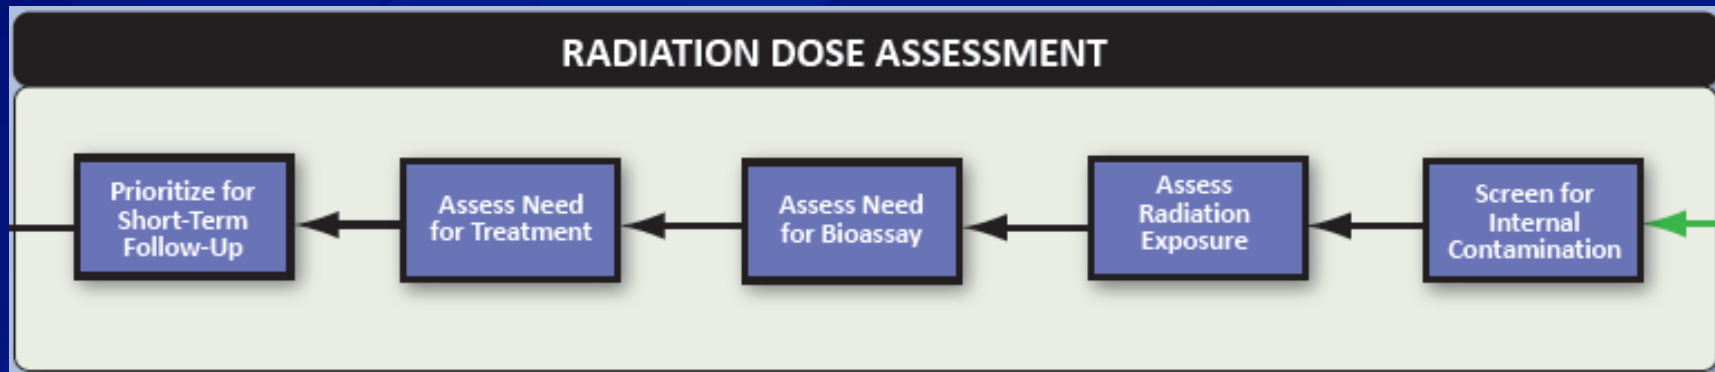 RADIATION DOSE ASSESSMENT
Prioritize for
Short-Term
Follow-Up
Assess Need
for Treatment
Assess Need
for Bioassay
Assess
Radiation
Exposure
Screen for
Internal
Contamination